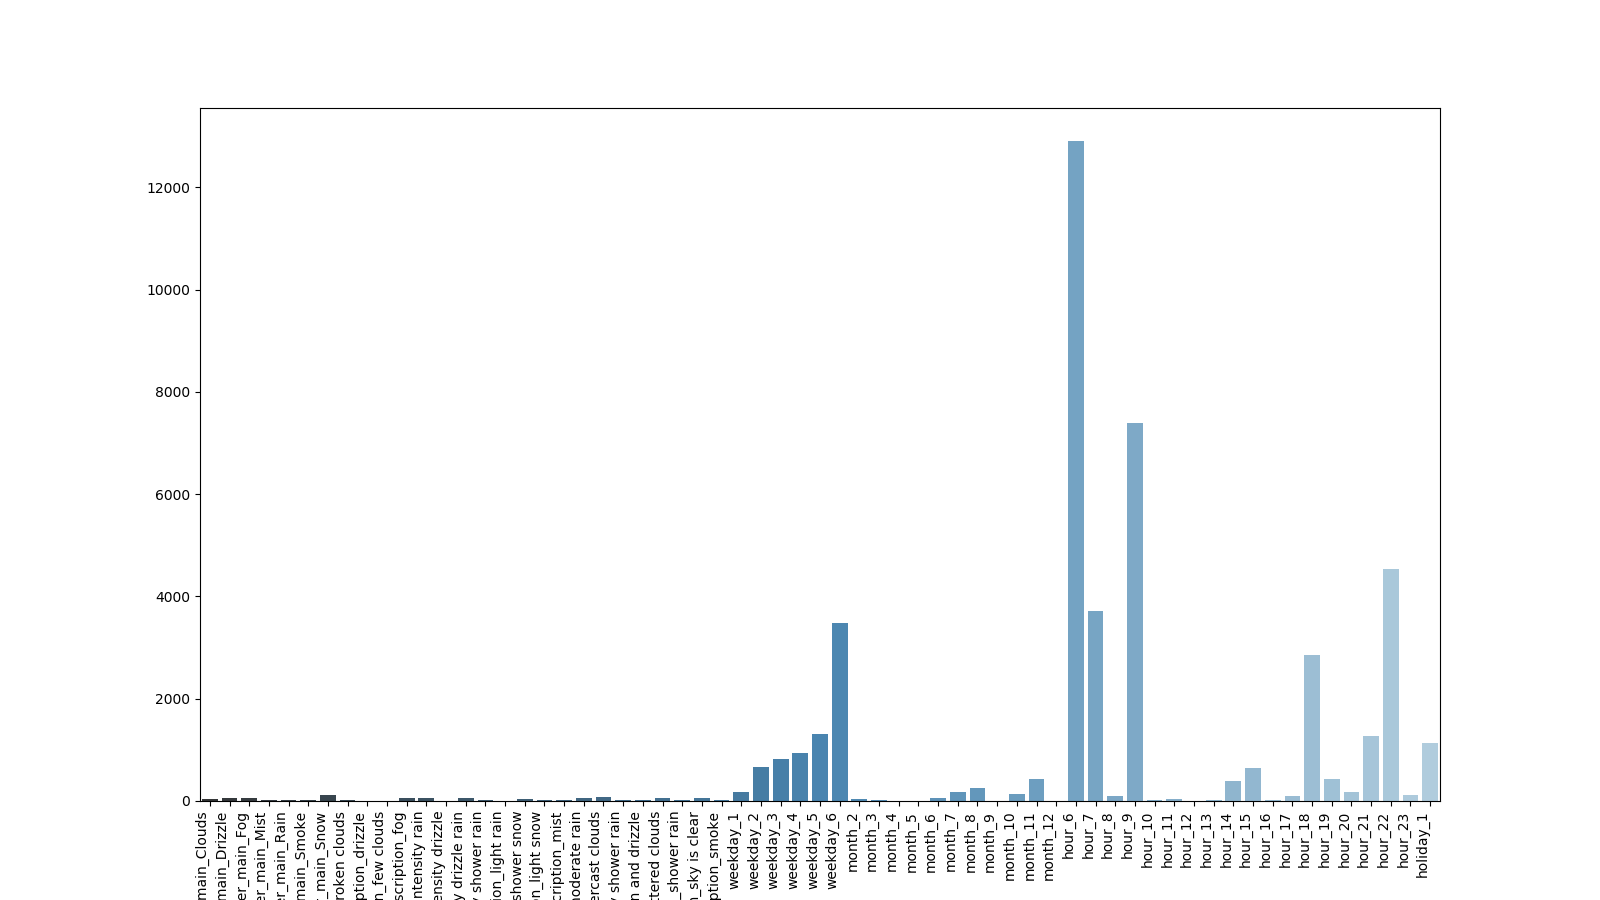 12000
10000
8000
6000
4000
2000
0
main_Clouds
main_Drizzle
er_main_Fog
er_main_Mist
er_main_Rain
main_Smoke
_main_Snow
roken clouds
ption_drizzle
n_few clouds
scription_fog
ntensity rain
ensity drizzle
y drizzle rain
shower rain
ion_light rain
shower snow
on_light snow
cription_mist
moderate rain
ercast clouds
y shower rain
n and drizzle
ttered clouds
_shower rain
n_sky is clear
ption_smoke
weekday_1
weekday_2
weekday_3
weekday_4
weekday_5
weekday_6
month_2
month_3
month_4
month_5
month_6
month_7
month_8
month_9
month_10
month_11
month_12
hour_6
hour_7
hour_8
hour_9
hour_10
hour_11
hour_12
hour_13
hour_14
hour_15
hour_16
hour_17
hour_18
hour_19
hour_20
hour_21
hour_22
hour_23
holiday_1